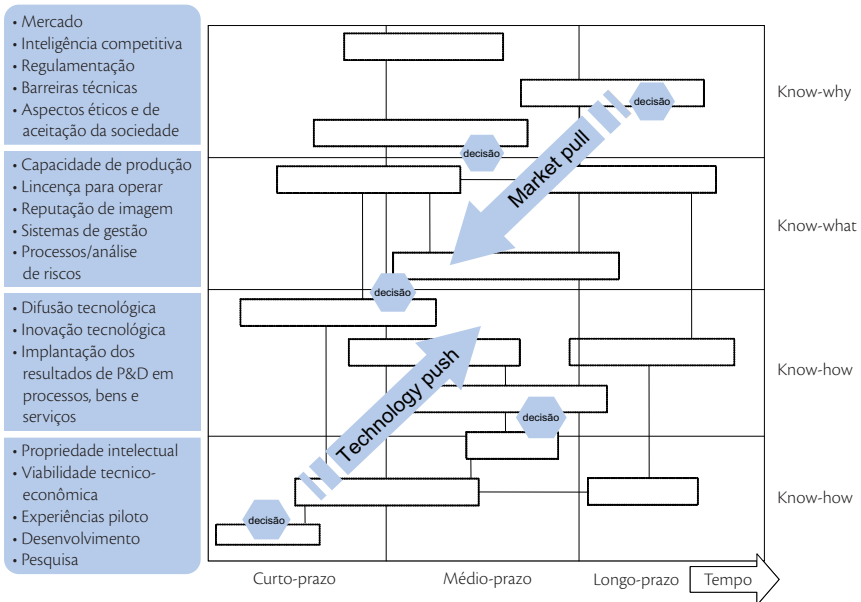 • Mercado
• Inteligência competitiva
• Regulamentação
• Barreiras técnicas
• Aspectos éticos e de
aceitação da sociedade
decisão
decisão
Market pull
Know-why
• Capacidade de produção
• Lincença para operar
• Reputação de imagem
• Sistemas de gestão
• Processos/análise
de riscos
decisão
Know-what
• Difusão tecnológica
• Inovação tecnológica
• Implantação dos
resultados de P&D em
processos, bens e
serviços
Technology push
decisão
Know-how
• Propriedade intelectual
• Viabilidade tecnico-
econômica
• Experiências piloto
• Desenvolvimento
• Pesquisa
decisão
Know-how
Curto-prazo
Médio-prazo
Longo-prazo
Tempo